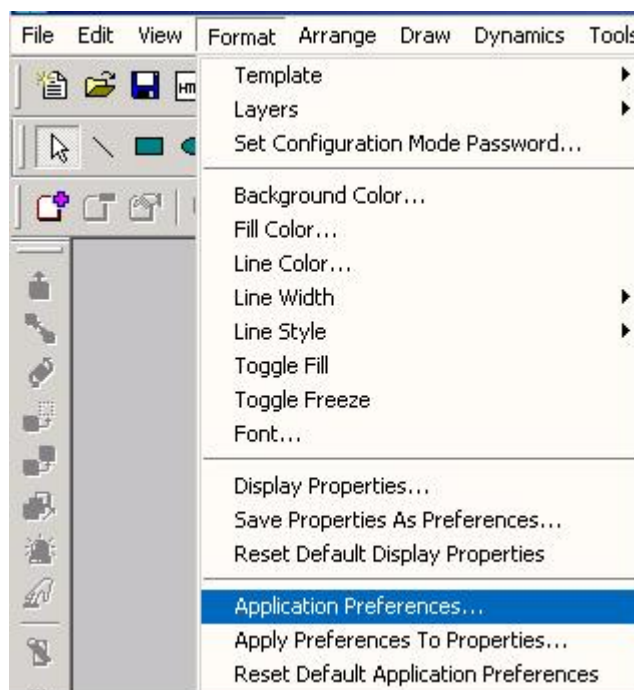 File Edit View Format Arrange Draw Dynamics Tools
Template
Layers
Set Configuration Mode Password...
Background Color...
Fill Color...
Line Color...
Line Width
Line Style
Toggle Fill
Toggle Freeze
Font...
Display Properties...
Save Properties As Preferences...
Reset Default Display Properties
Application Preferences...
Apply Preferences To Properties...
Reset Default Application Preferences